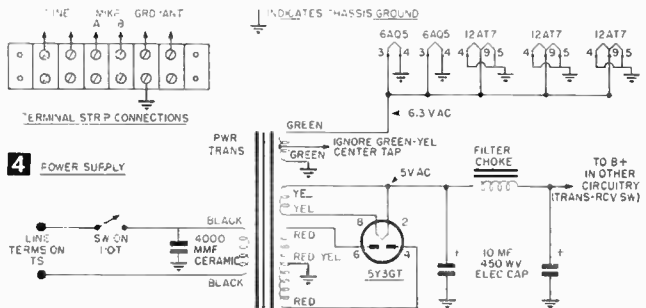 LINE MIKE GRD ANT
A B
INDICATES CHASSIS GROUND
TERMINAL STRIP CONNECTIONS
6AQ5 6AQ5 12AT7 12AT7 12AT7
3 4 3 4 4 9 5 4 9 5 4 9 5
6.3 VAC
GREEN
PWR
TRANS
IGNORE GREEN-YEL
CENTER TAP
GREEN
4 POWER SUPPLY
5VAC
FILTER
CHOKE
TO B+
IN OTHER
CIRCUITRY
(TRANS-RCV SW)
YEL
YEL
8 2
6 4
5Y3GT
BLACK
RED
RED YEL
RED
BLACK
LINE
TERMS ON
TS
SW ON
4000
MMF
CERAMIC
+ +
10 MF
450 WV
ELEC CAP